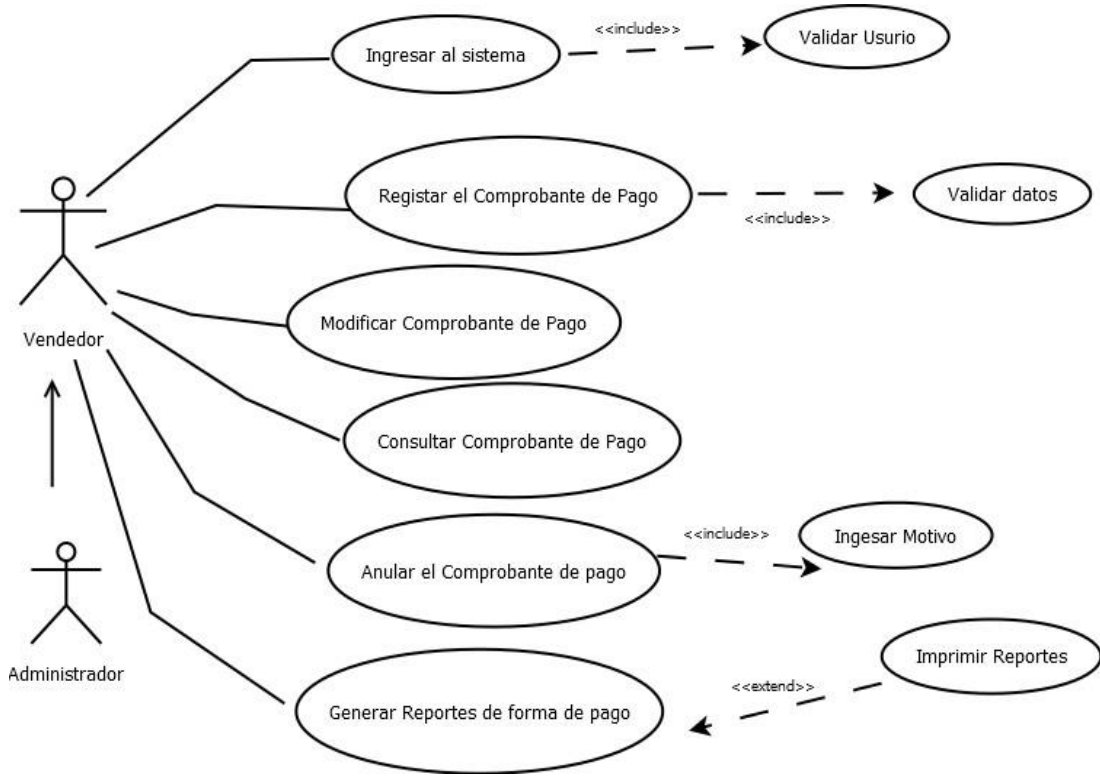 Ingresar al sistema
<<include>>
Validar Usurio
Registar el Comprobante de Pago
<<include>>
Validar datos
Modificar Comprobante de Pago
Vendedor
Consultar Comprobante de Pago
<<include>>
Ingesar Motivo
Anular el Comprobante de pago
Administrador
Imprimir Reportes
<<extend>>
Generar Reportes de forma de pago